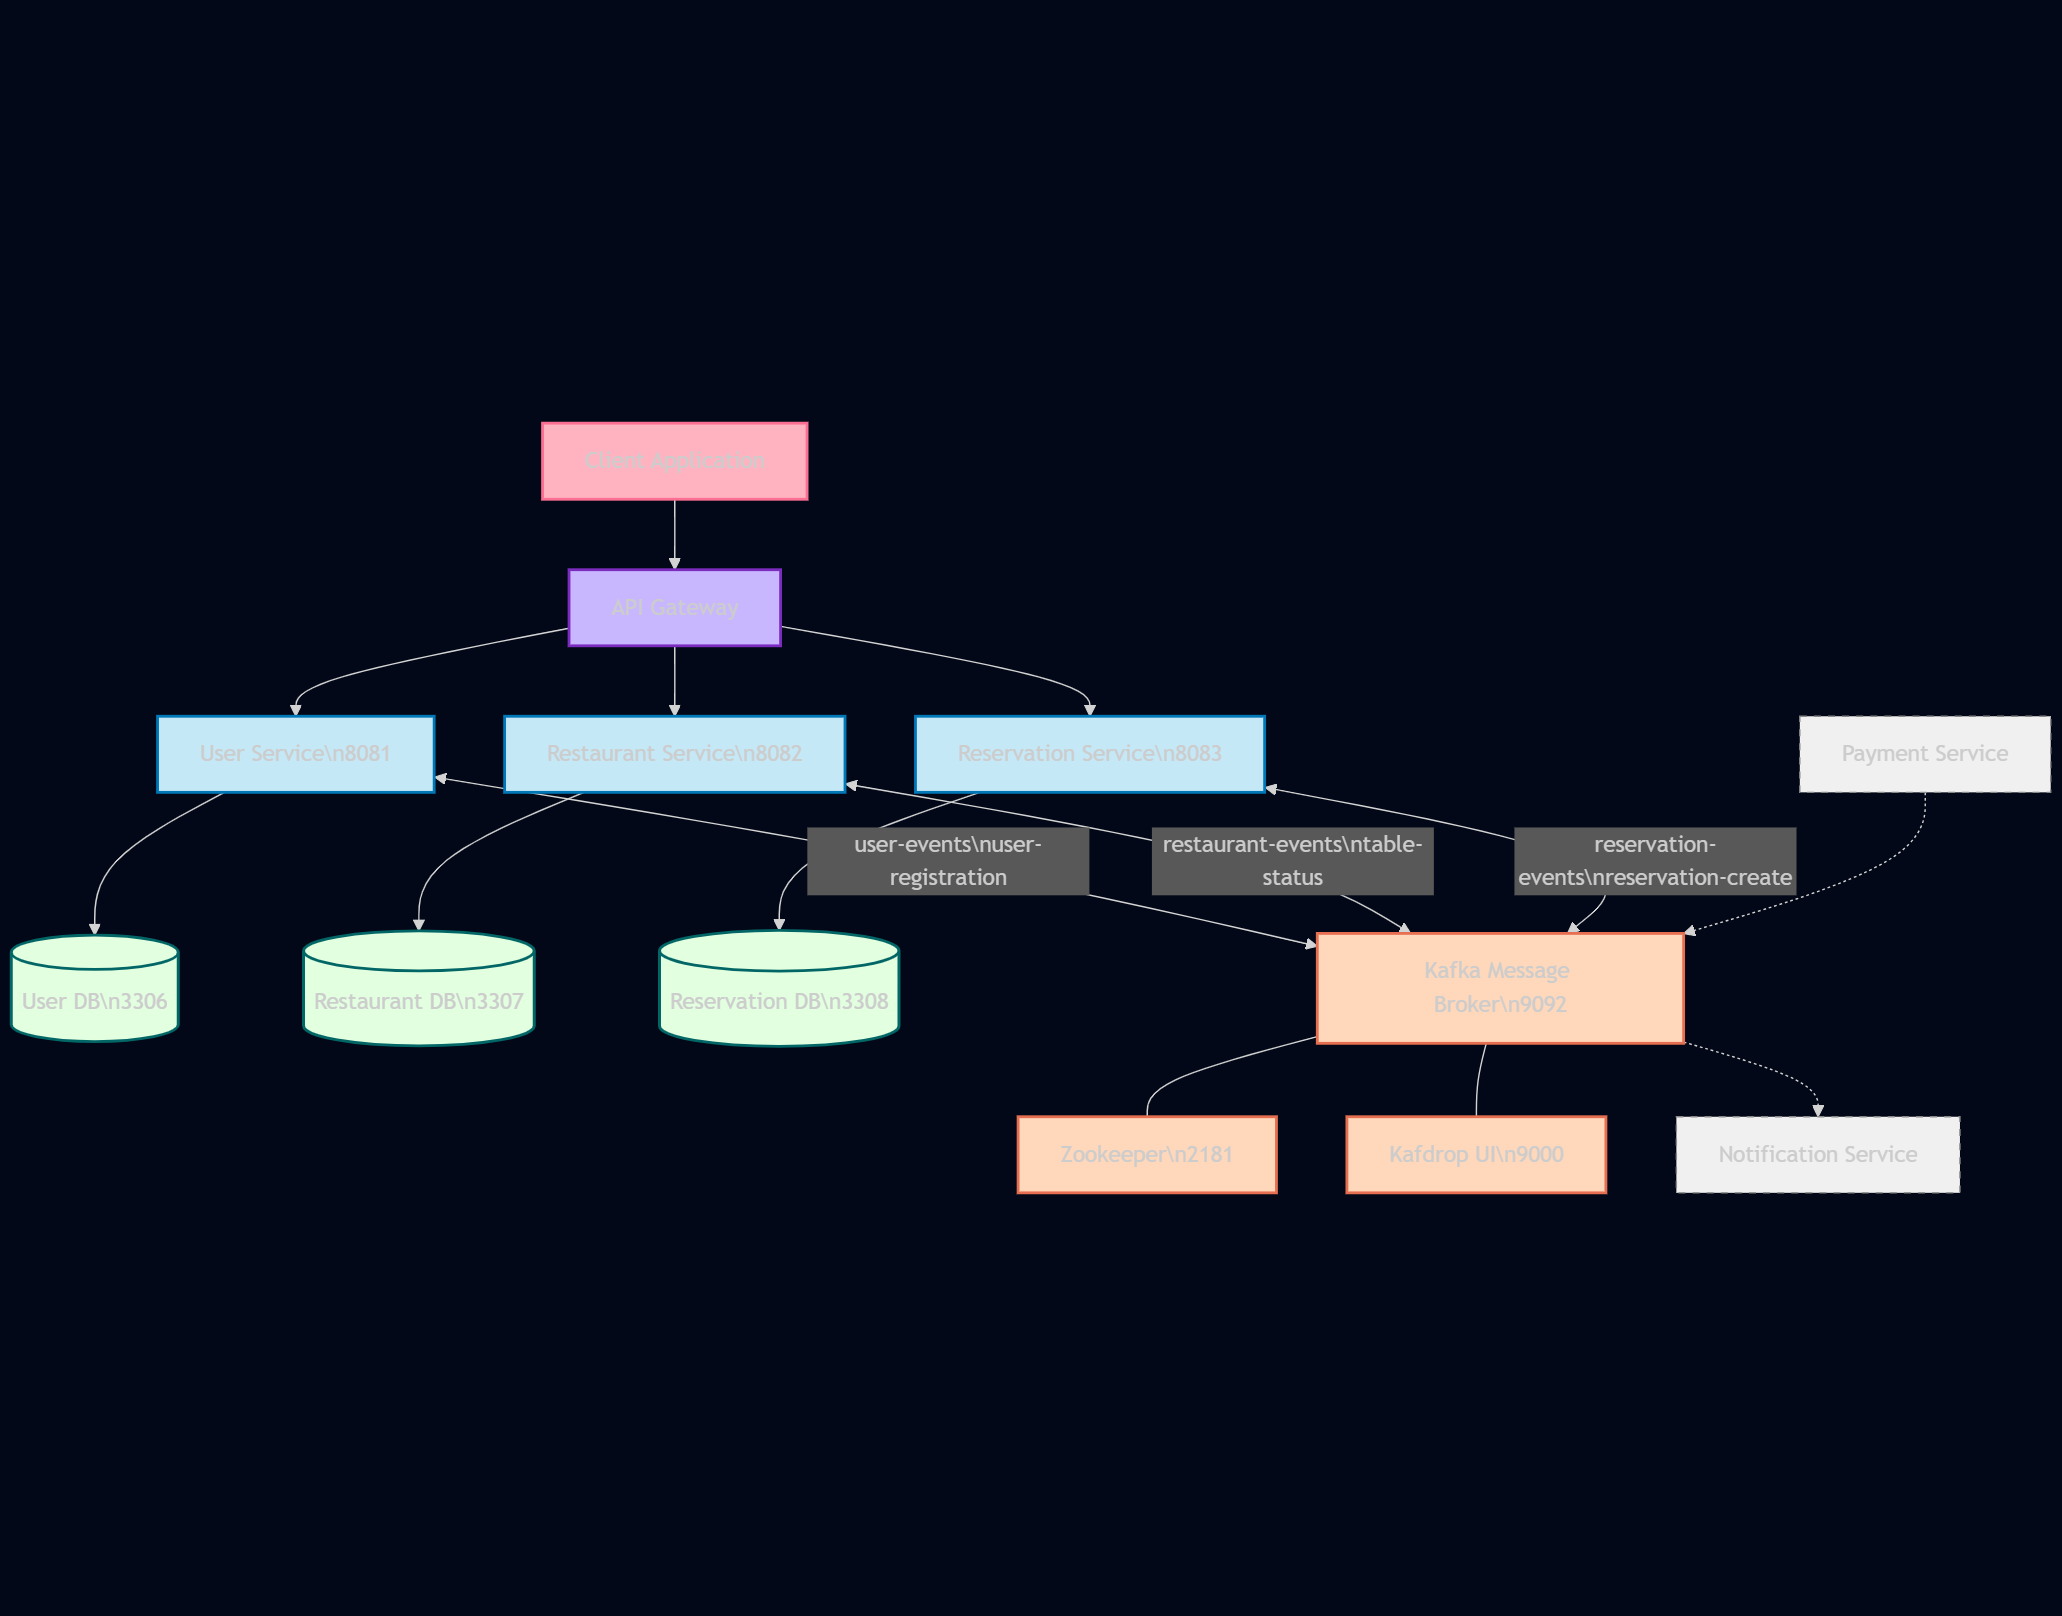 Client Application
API Gateway
User Service\n8081
Restaurant Service\n8082
Reservation Service\n8083
Payment Service
user-events\nuser-
registration
restaurant-events\ntable-
status
reservation-
events\nreservation-create
User DB\n3306
Restaurant DB\n3307
Reservation DB\n3308
Kafka Message
Broker\n9092
Zookeeper\n2181
Kafdrop UI\n9000
Notification Service